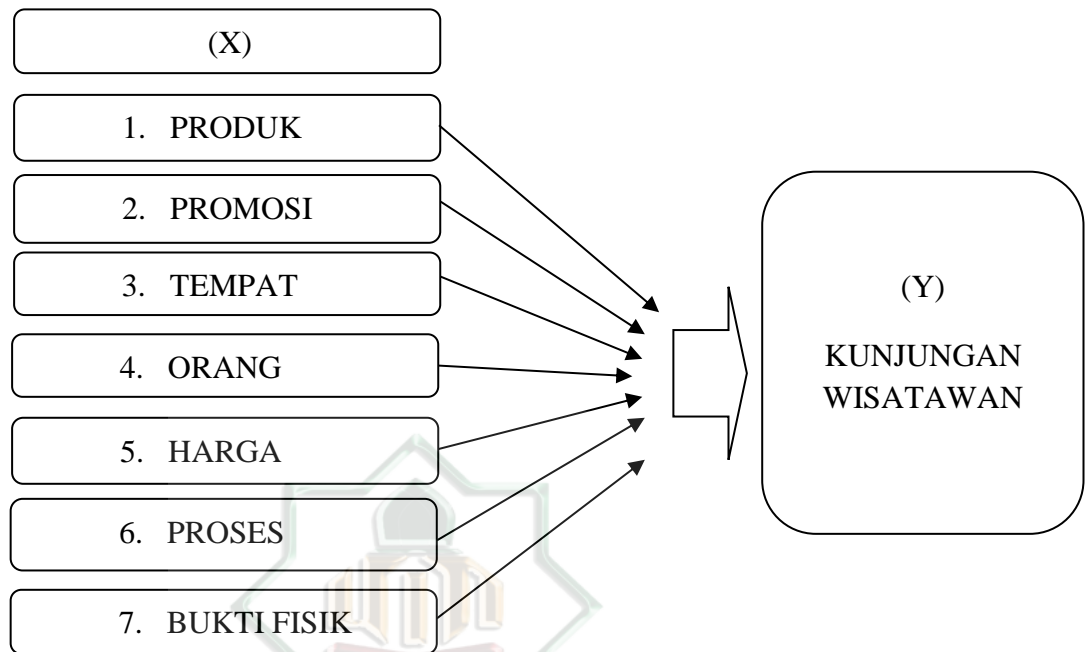 (X)
1. PRODUK
2. PROMOSI
3. TEMPAT
4. ORANG
5. HARGA
6. PROSES
7. BUKTI FISIK
(Y)
KUNJUNGAN
WISATAWAN